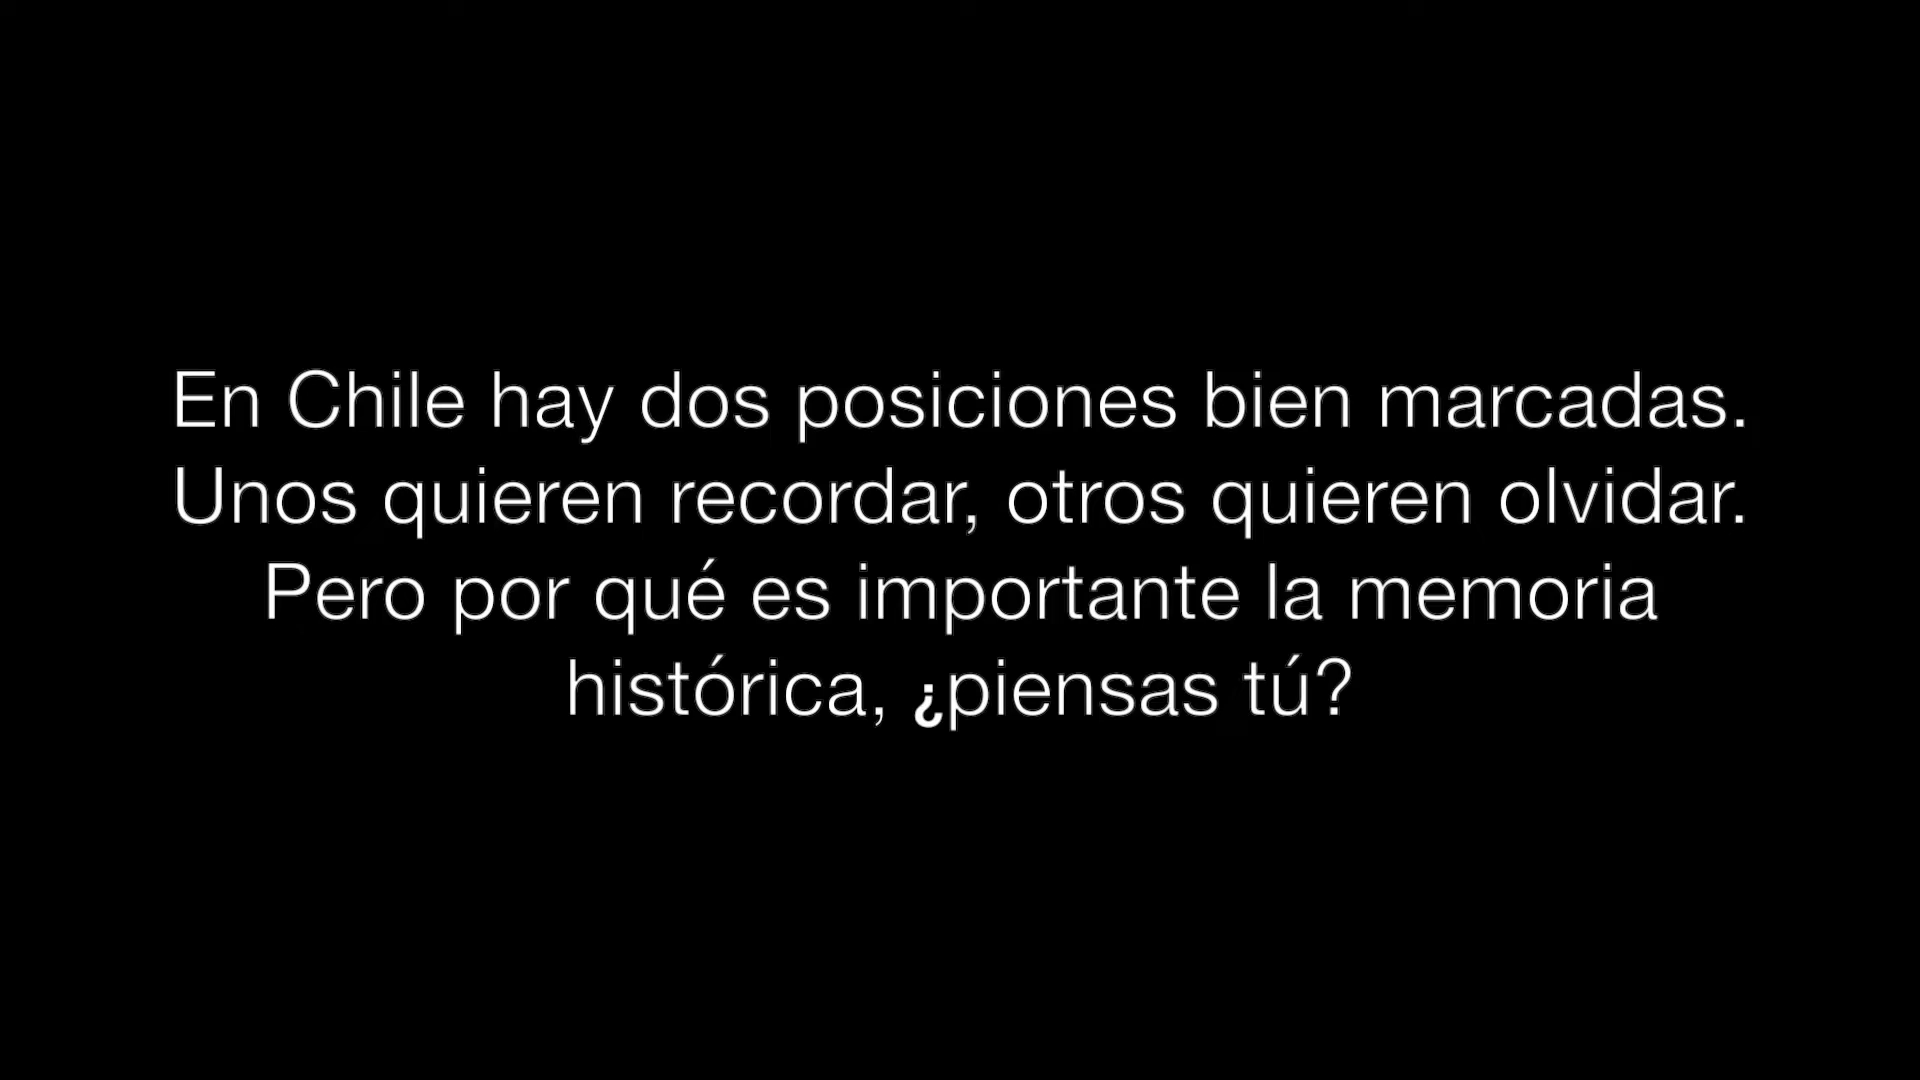 En Chile hay dos posiciones bien marcadas.
Unos quieren recordar, otros quieren olvidar.
Pero por qué es importante la memoria
histórica, ¿piensas tú?